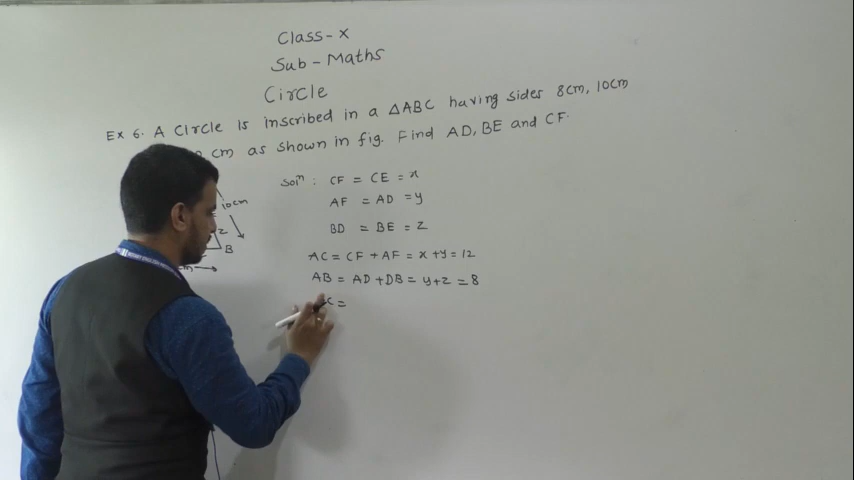 Class-X
Sub-Maths
Circle
Ex 6. A Circle is inscribed in a △ABC having sides 8cm, 10cm
cm as shown in fig. Find AD, BE and CF.
Solⁿ : CF = CE = x
AF = AD = y
BD = BE = z
10cm
z
B
AC = CF + AF = x + y = 12
AB = AD + DB = y + z = 8
C =